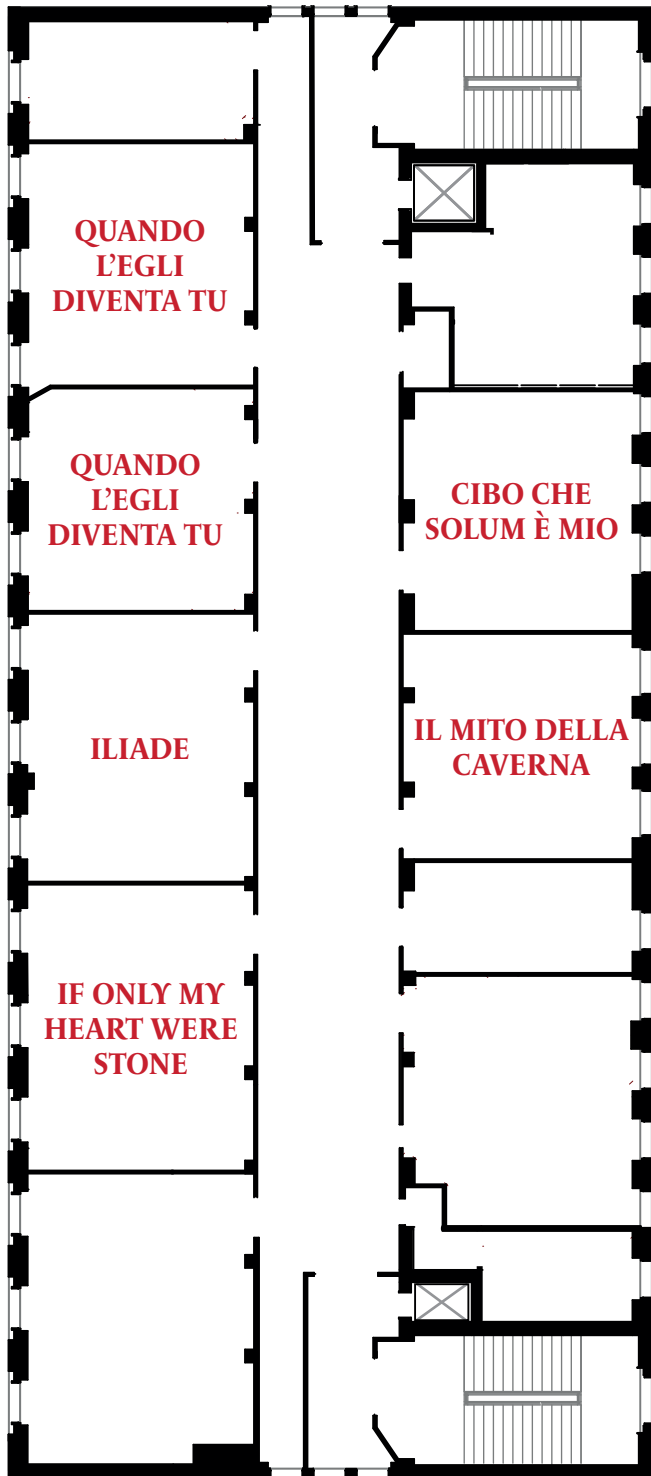 QUANDO
L'EGLI
DIVENTA TU
QUANDO
L'EGLI
DIVENTA TU
CIBO CHE
SOLUM È MIO
ILIADE
IL MITO DELLA
CAVERNA
IF ONLY MY
HEART WERE
STONE